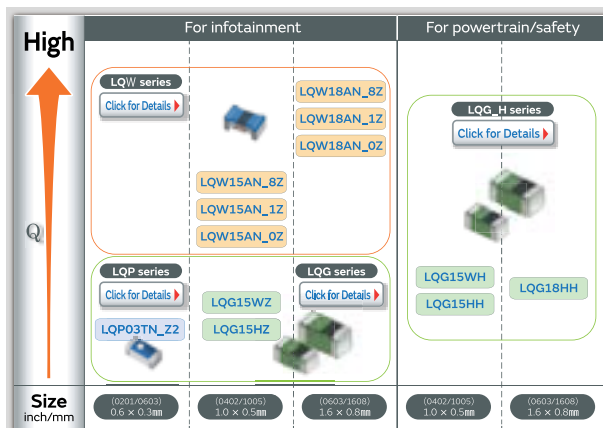 For infotainment
For powertrain/safety
High
LQW series
Click for Details
LQW18AN_8Z
LQW18AN_1Z
LQW18AN_0Z
LQW15AN_8Z
LQW15AN_1Z
LQW15AN_0Z
LQG_H series
Click for Details
Q
LQP series
Click for Details
LQG series
Click for Details
LQP03TN_Z2
LQG15WZ
LQG15HZ
LQG15WH
LQG15HH
LQG18HH
Size
inch/mm
(0201/0603)
0.6 × 0.3mm
(0402/1005)
1.0 × 0.5mm
(0603/1608)
1.6 × 0.8mm
(0402/1005)
1.0 × 0.5mm
(0603/1608)
1.6 × 0.8mm